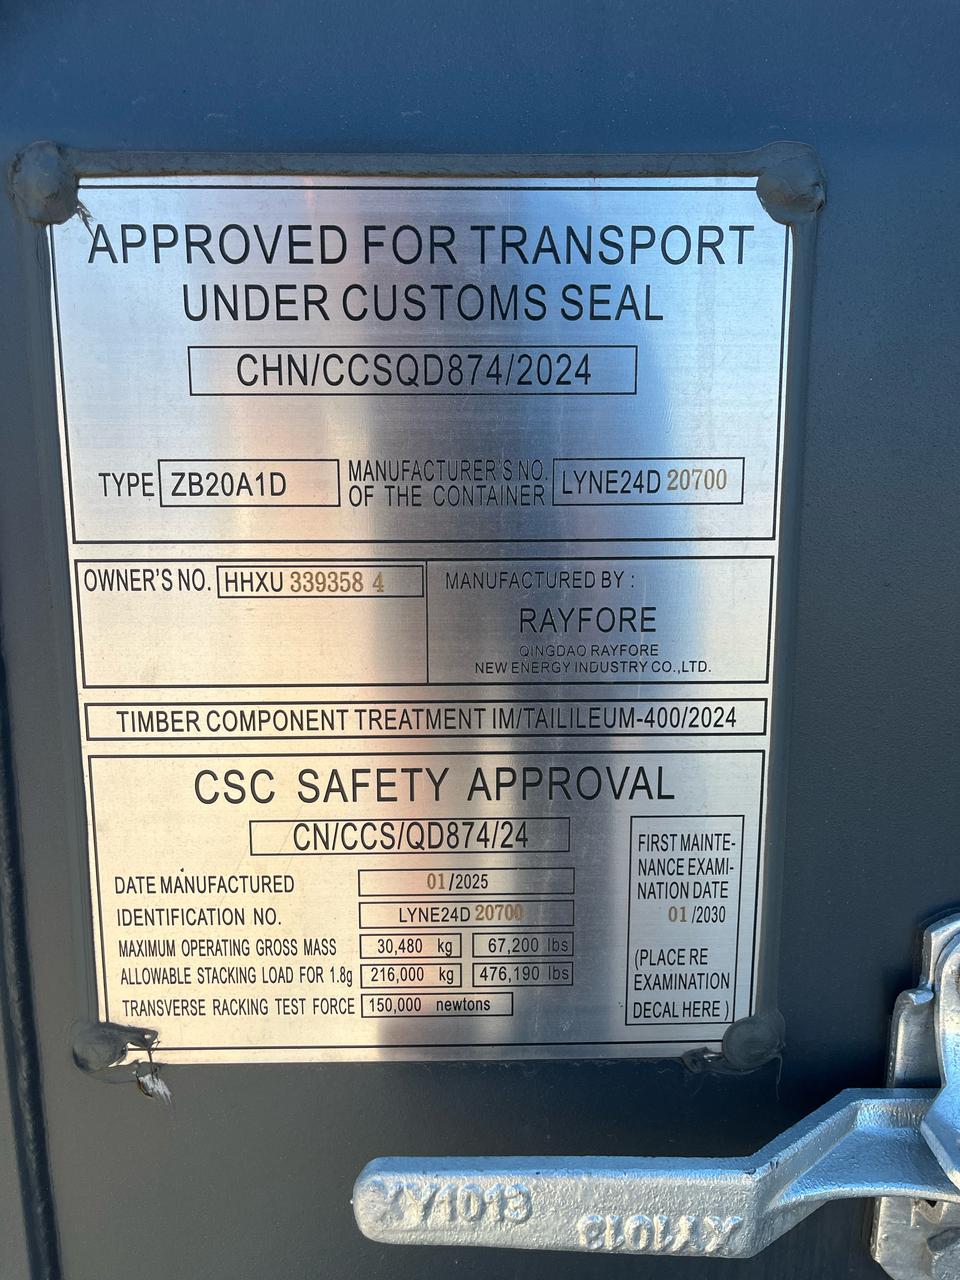 APPROVED FOR TRANSPORT
UNDER CUSTOMS SEAL
CHN/CCSQD874/2024
TYPE ZB20A1D MANUFACTURER'S NO. OF THE CONTAINER LYNE24D 20700
OWNER'S NO. HHXU 339358 4
MANUFACTURED BY :
RAYFORE
QINGDAO RAYFORE
NEW ENERGY INDUSTRY CO.,LTD.
TIMBER COMPONENT TREATMENT IM/TAILILEUM-400/2024
CSC SAFETY APPROVAL
CN/CCS/QD874/24
DATE MANUFACTURED 01/2025
IDENTIFICATION NO. LYNE24D 20700
MAXIMUM OPERATING GROSS MASS 30,480 kg 67,200 lbs
ALLOWABLE STACKING LOAD FOR 1.8g 216,000 kg 476,190 lbs
TRANSVERSE RACKING TEST FORCE 150,000 newtons
FIRST MAINTE-
NANCE EXAMI-
NATION DATE
01 /2030
(PLACE RE
EXAMINATION
DECAL HERE )
XY1013